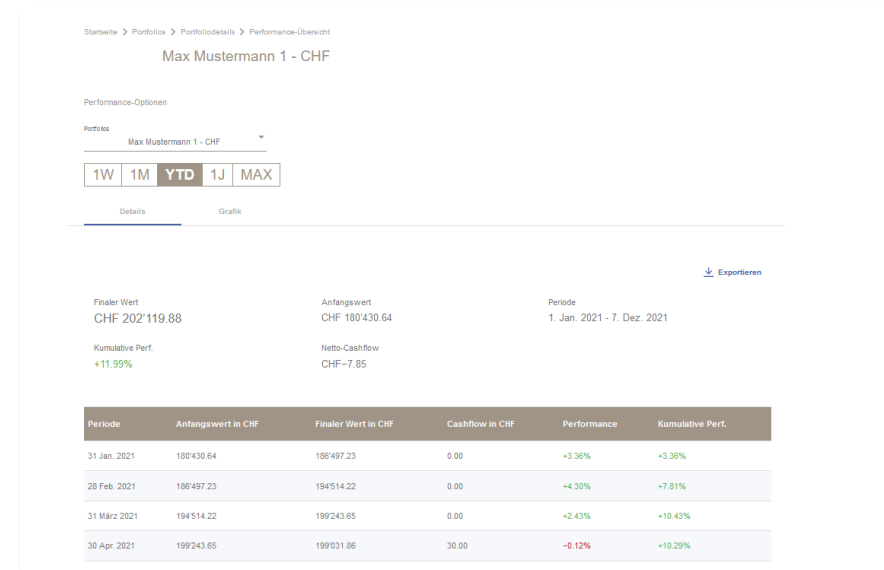 Startseite > Portfolios > Portfoliodetails > Performance-Übersicht
Max Mustermann 1 - CHF
Performance-Optionen
Portfolios
Max Mustermann 1 - CHF
1W 1M YTD 1J MAX
Details Grafik
Exportieren
Finaler Wert Anfangswert Periode
CHF 202'119.88 CHF 180'430.64 1. Jan. 2021 - 7. Dez. 2021
Kumulative Perf. Netto-Cashflow
+11.99% CHF−7.85
Periode Anfangswert in CHF Finaler Wert in CHF Cashflow in CHF Performance Kumulative Perf.
31 Jan. 2021 180'430.64 186'497.23 0.00 +3.36% +3.36%
28 Feb. 2021 186'497.23 194'514.22 0.00 +4.30% +7.81%
31 März 2021 194'514.22 199'243.65 0.00 +2.43% +10.43%
30 Apr. 2021 199'243.65 199'031.86 30.00 −0.12% +10.29%